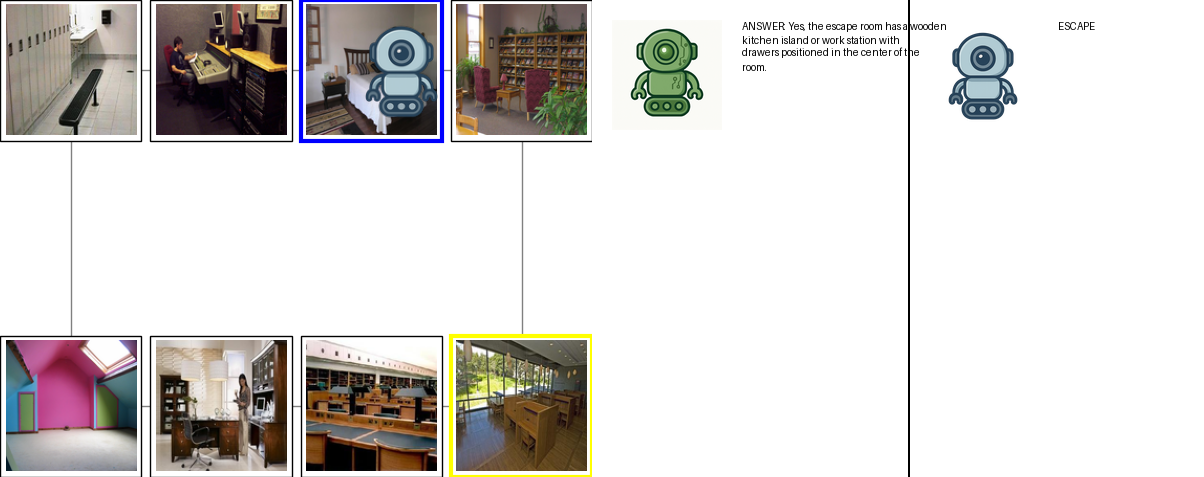 ANSWER: Yes, the escape room has a wooden
kitchen island or work station with
drawers positioned in the center of the
room.
ESCAPE